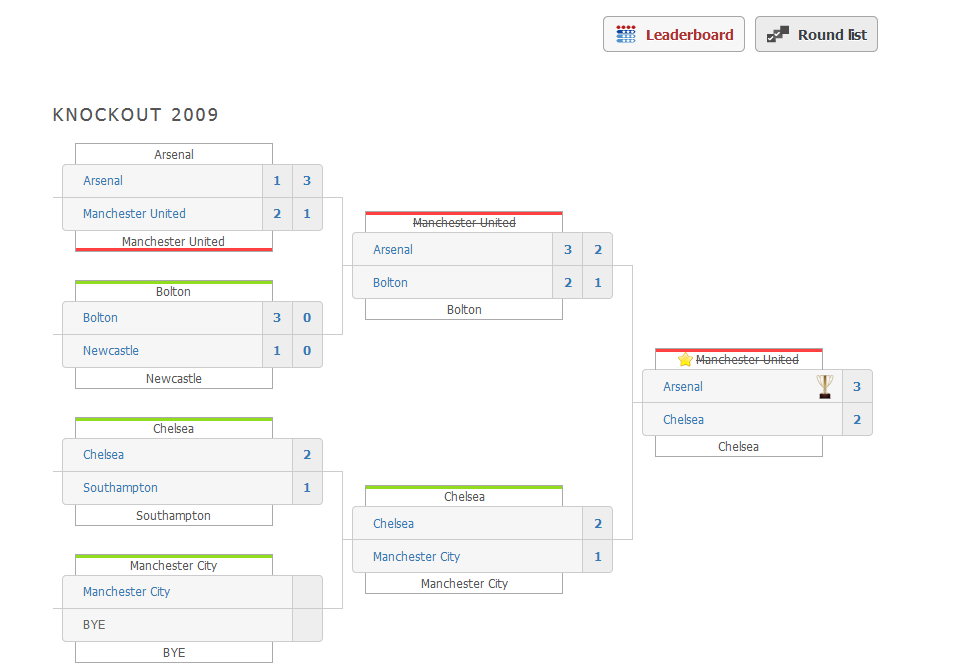 Leaderboard Round list
KNOCKOUT 2009
Arsenal
Arsenal 1 3
Manchester United 2 1
Manchester United
Bolton
Bolton 3 0
Newcastle 1 0
Newcastle
Chelsea
Chelsea 2
Southampton 1
Southampton
Manchester City
Manchester City
BYE
BYE
Manchester United
Arsenal 3 2
Bolton 2 1
Bolton
Chelsea
Chelsea 2
Manchester City 1
Manchester City
Manchester United
Arsenal 3
Chelsea 2
Chelsea